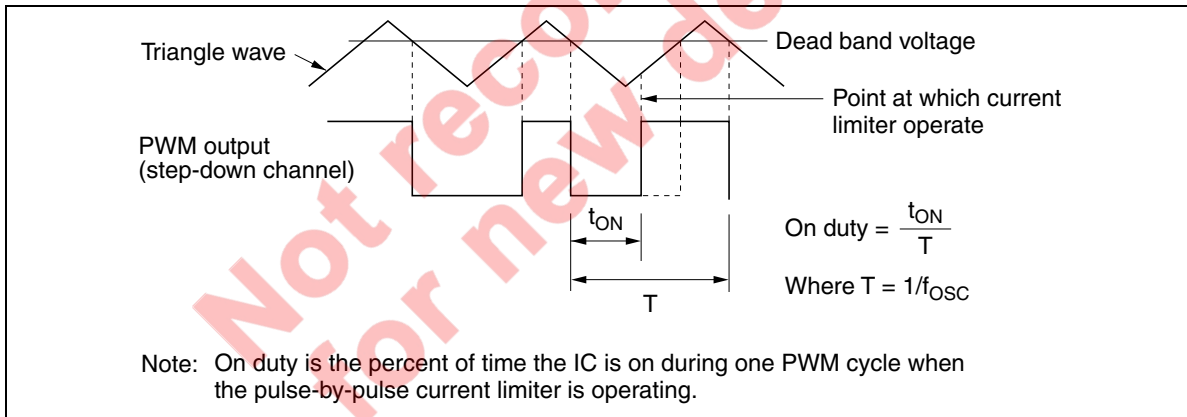 Triangle wave
Dead band voltage
Point at which current
limiter operate
PWM output
(step-down channel)
tON
T
On duty = tON / T
Where T = 1/fOSC
Note: On duty is the percent of time the IC is on during one PWM cycle when
the pulse-by-pulse current limiter is operating.
Not reco
for new de